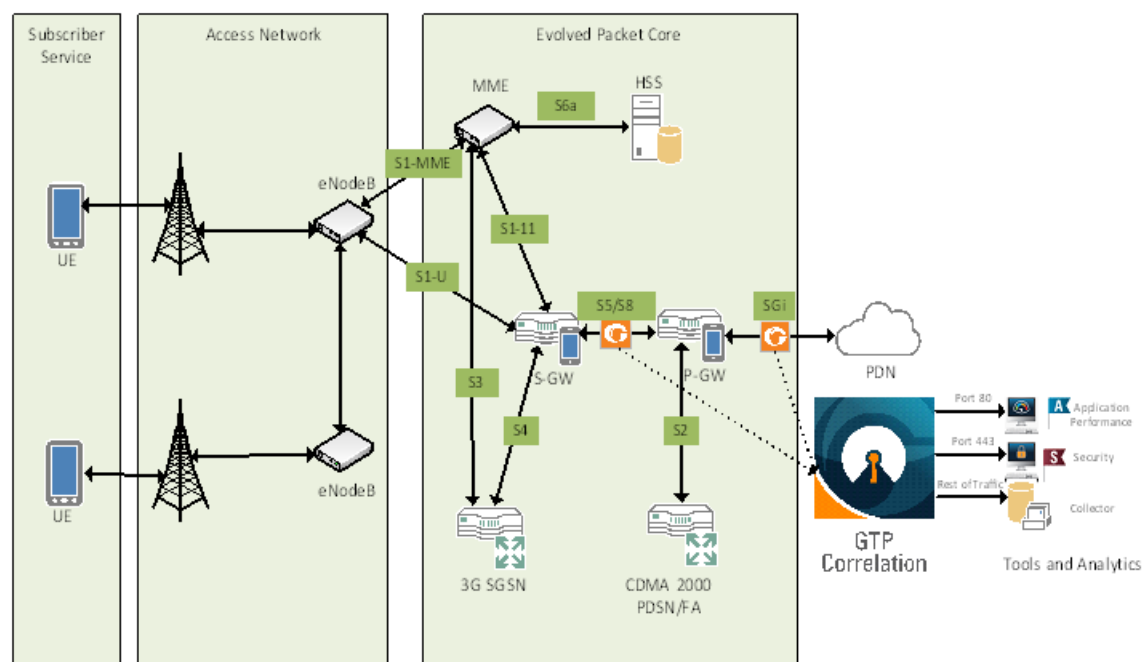 Subscriber
Service
Access Network
Evolved Packet Core
MME
HSS
S6a
S1-MME
eNodeB
S1-11
UE
S1-U
S5/S8
SGi
S-GW
P-GW
PDN
S3
S4
S2
Port 80
A
Application
Performance
Port 443
S
Security
Rest of Traffic
Collector
UE
eNodeB
3G SGSN
CDMA 2000
PDSN/FA
GTP
Correlation
Tools and Analytics